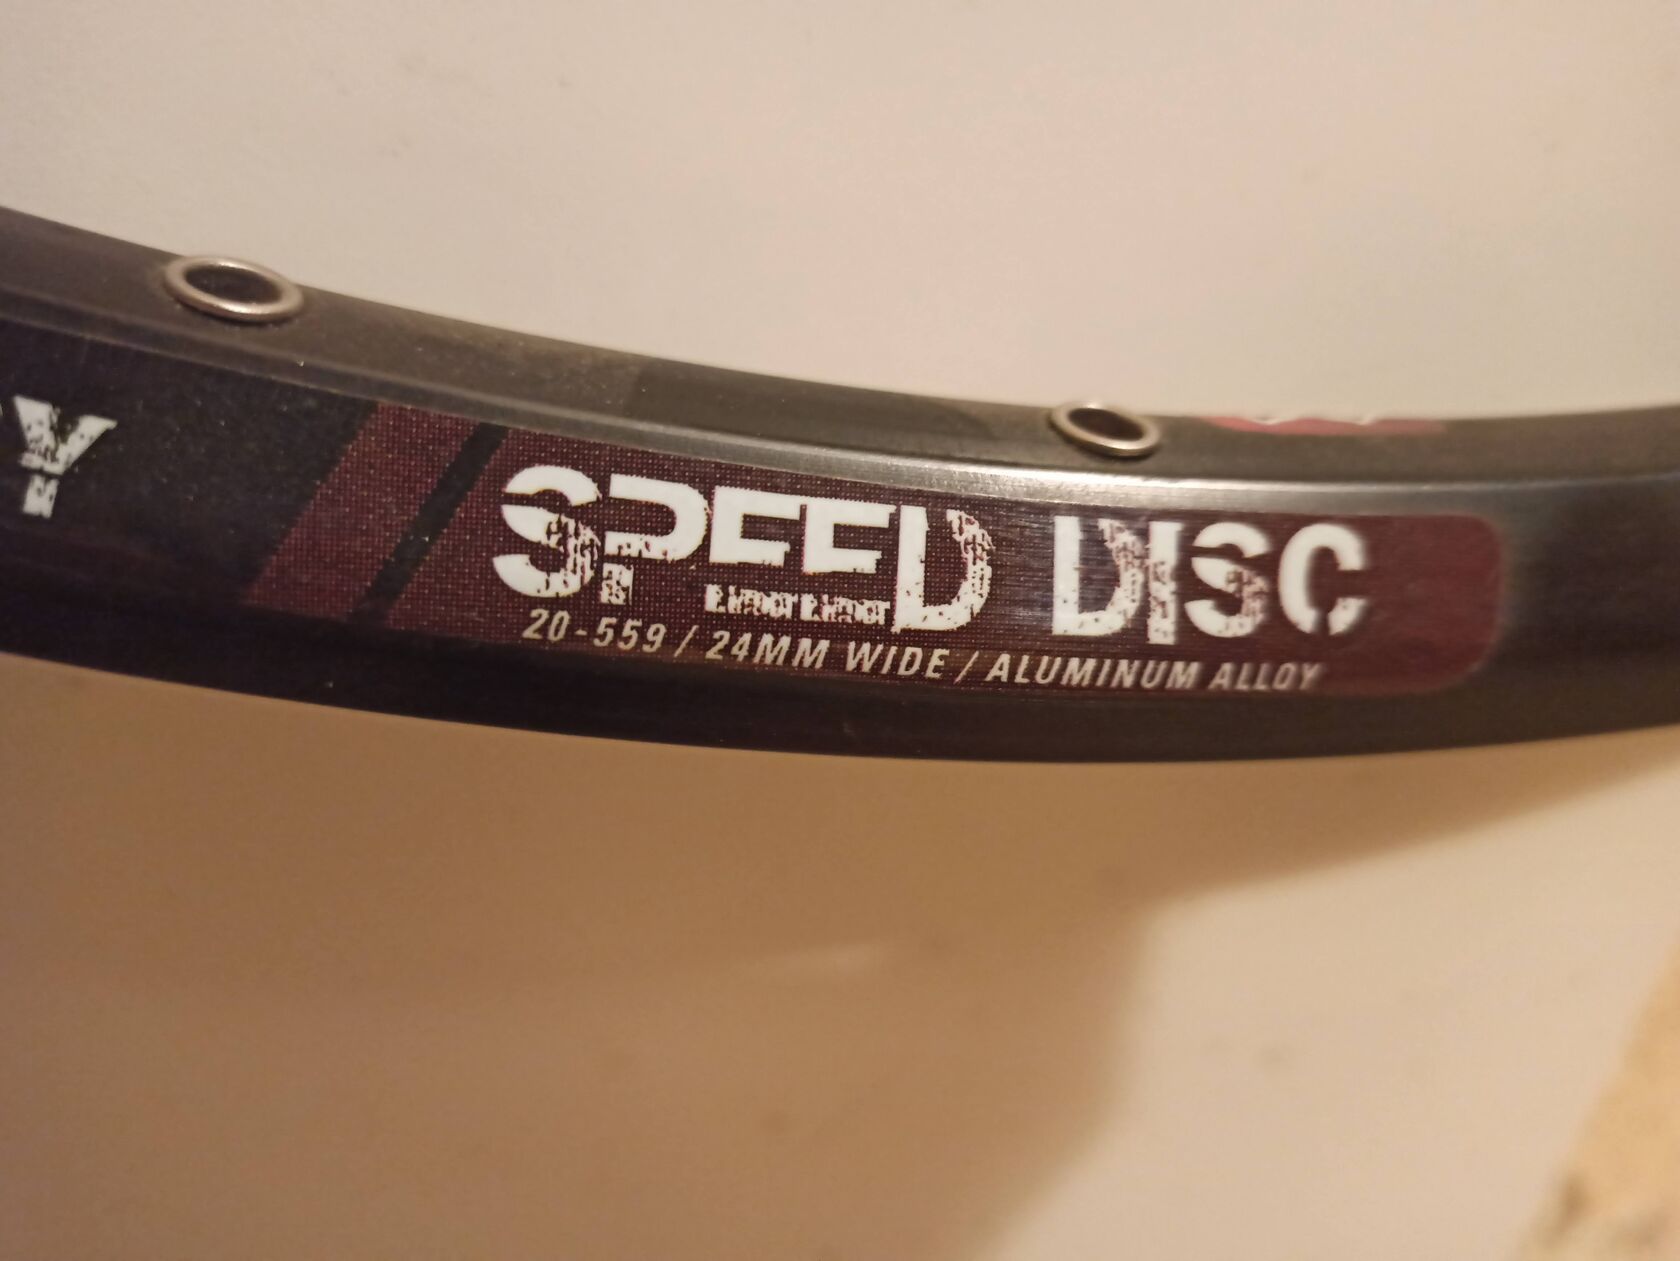 Y
SPEED DISC
20-559 / 24MM WIDE / ALUMINUM ALLOY